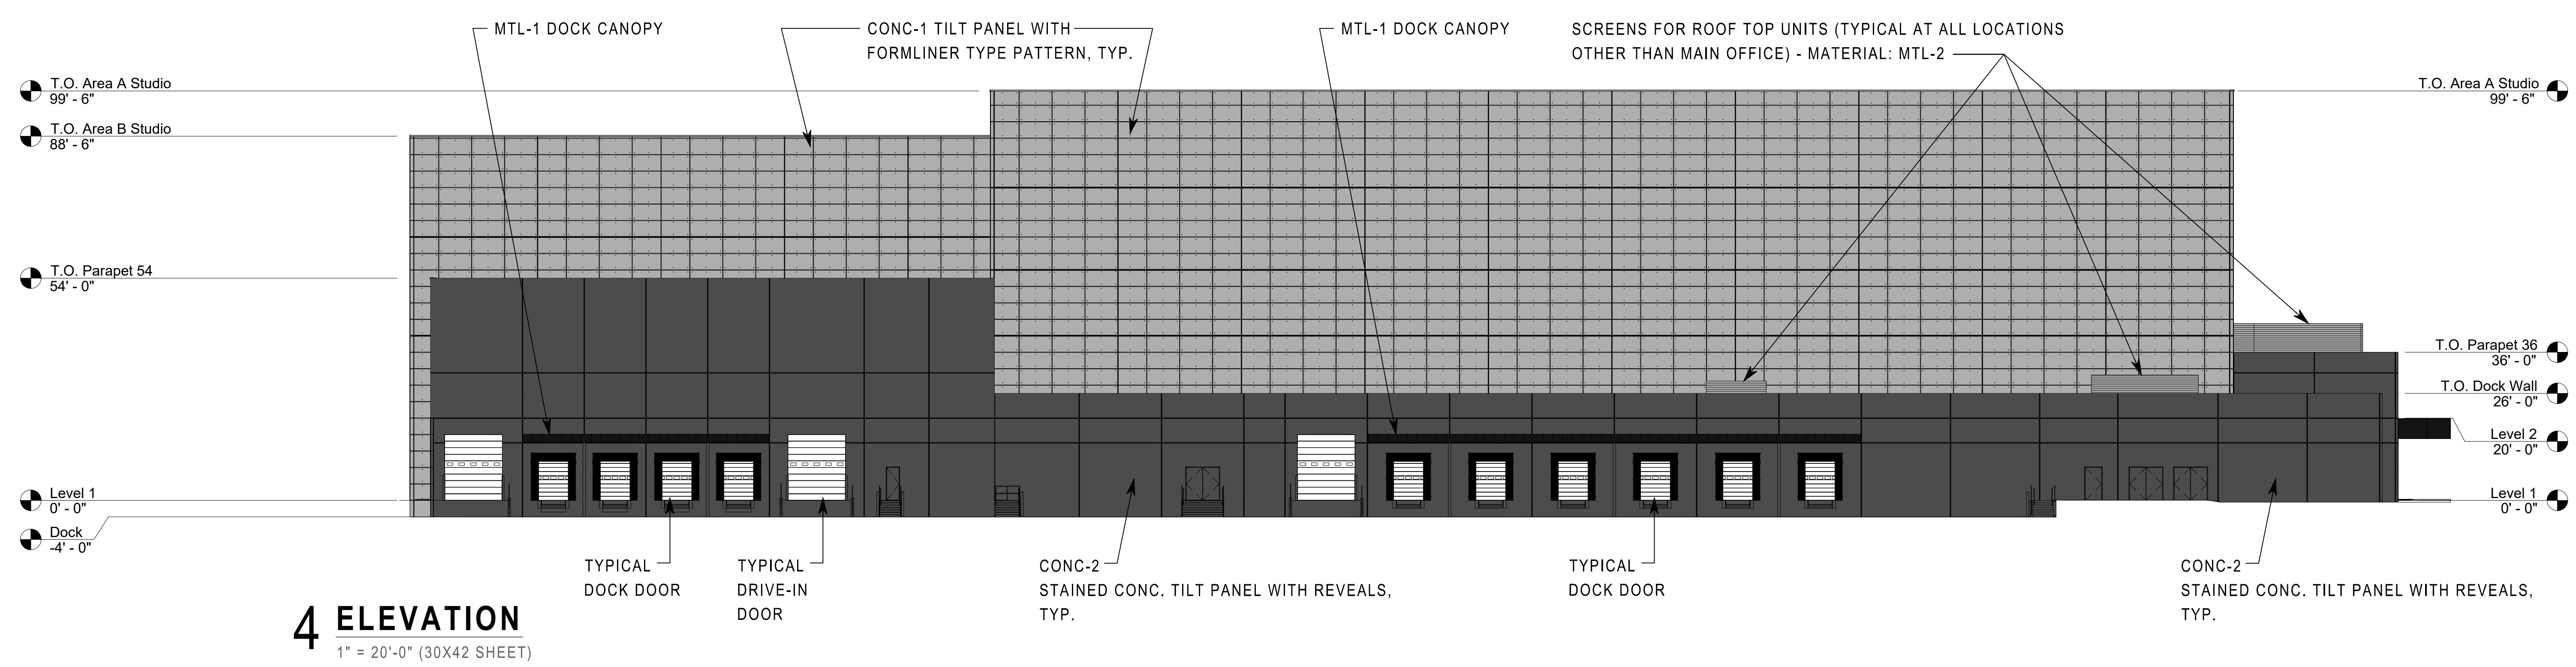 MTL-1 DOCK CANOPY
CONC-1 TILT PANEL WITH
FORMLINER TYPE PATTERN, TYP.
MTL-1 DOCK CANOPY
SCREENS FOR ROOF TOP UNITS (TYPICAL AT ALL LOCATIONS
OTHER THAN MAIN OFFICE) - MATERIAL: MTL-2
T.O. Area A Studio
99' - 6"
T.O. Area B Studio
88' - 6"
T.O. Parapet 54
54' - 0"
Level 1
0' - 0"
Dock
-4' - 0"
T.O. Area A Studio
99' - 6"
T.O. Parapet 36
36' - 0"
T.O. Dock Wall
26' - 0"
Level 2
20' - 0"
Level 1
0' - 0"
TYPICAL
DOCK DOOR
TYPICAL
DRIVE-IN
DOOR
CONC-2
STAINED CONC. TILT PANEL WITH REVEALS,
TYP.
TYPICAL
DOCK DOOR
CONC-2
STAINED CONC. TILT PANEL WITH REVEALS,
TYP.
4 ELEVATION
1" = 20'-0" (30X42 SHEET)